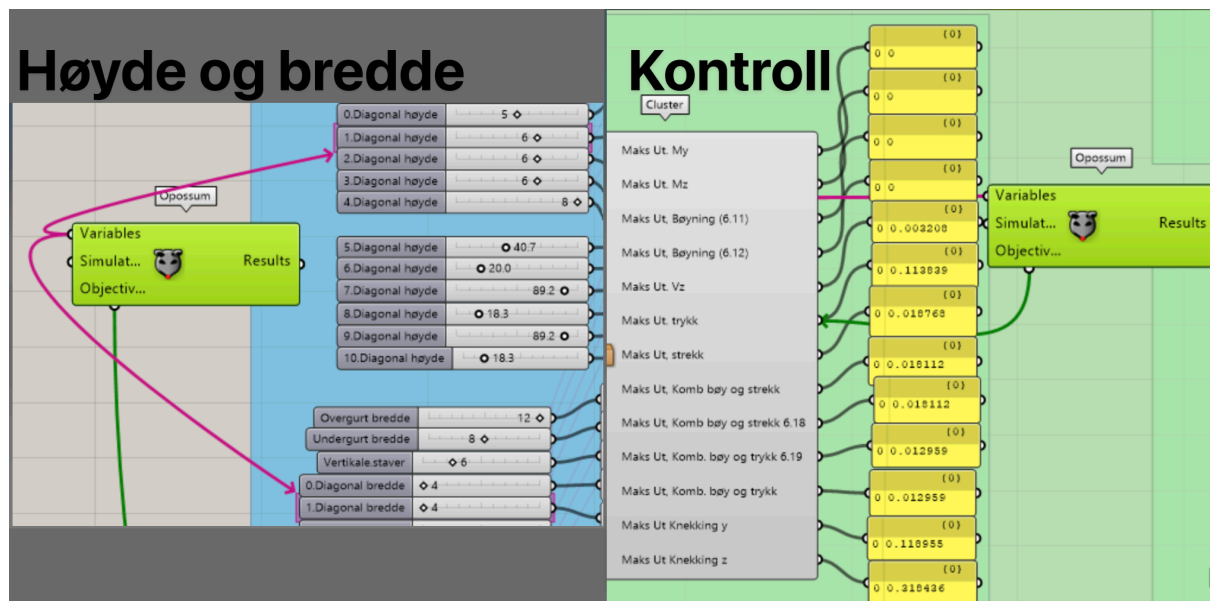 Høyde og bredde
0.Diagonal høyde 5
1.Diagonal høyde 6
2.Diagonal høyde 6
3.Diagonal høyde 6
4.Diagonal høyde 8
Opossum
Variables
Simulat...
Objectiv...
Results
5.Diagonal høyde 40.7
6.Diagonal høyde 20.0
7.Diagonal høyde 89.2
8.Diagonal høyde 18.3
9.Diagonal høyde 89.2
10.Diagonal høyde 18.3
Overgurt bredde 12
Undergurt bredde 8
Vertikale.staver 6
0.Diagonal bredde 4
1.Diagonal bredde 4
Kontroll
Cluster
Maks Ut. My
Maks Ut. Mz
Maks Ut, Bøyning (6.11)
Maks Ut, Bøyning (6.12)
Maks Ut. Vz
Maks Ut. trykk
Maks Ut, strekk
Maks Ut, Komb bøy og strekk
Maks Ut, Komb bøy og strekk 6.18
Maks Ut, Komb. bøy og trykk 6.19
Maks Ut, Komb. bøy og trykk
Maks Ut Knekking y
Maks Ut Knekking z
{0}
0 0
{0}
0 0
{0}
0 0
{0}
0 0
{0}
0 0.003208
{0}
0 0.113839
{0}
0 0.018768
{0}
0 0.018112
{0}
0 0.018112
{0}
0 0.012959
{0}
0 0.012959
{0}
0 0.118955
{0}
0 0.318436
Opossum
Variables
Simulat...
Objectiv...
Results